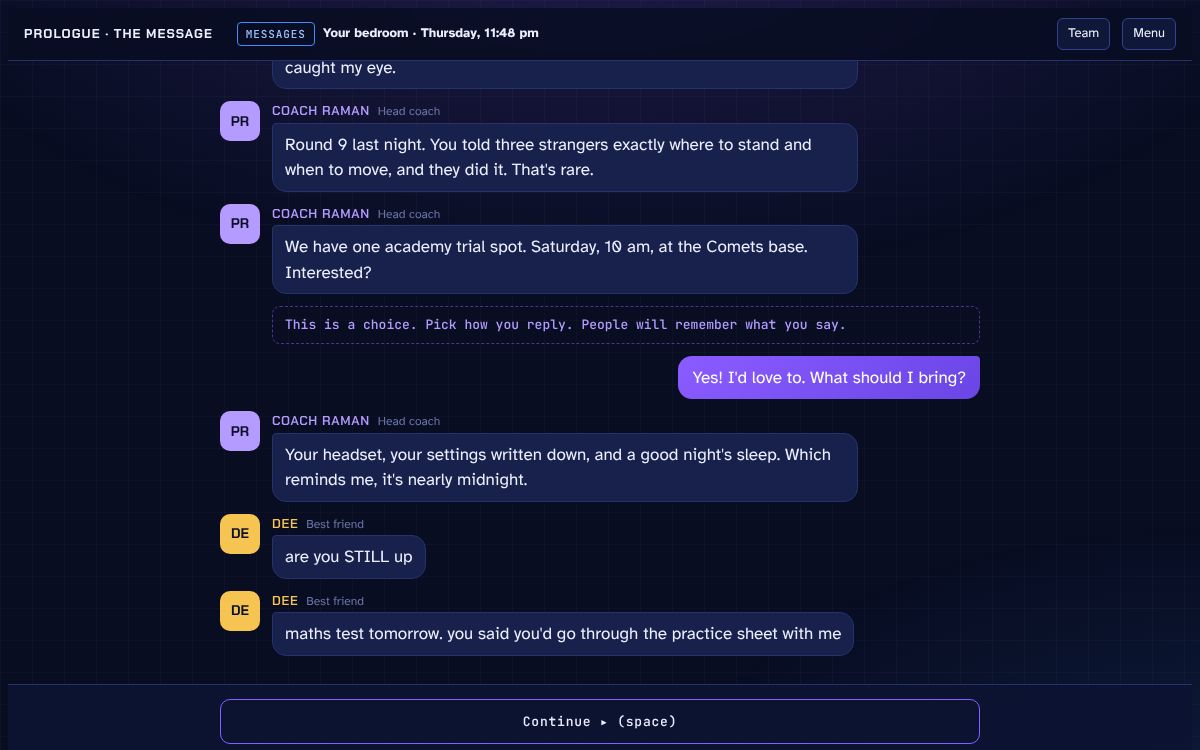 PROLOGUE · THE MESSAGE
MESSAGES
Your bedroom · Thursday, 11:48 pm
Team
Menu
caught my eye.
PR
COACH RAMAN Head coach
Round 9 last night. You told three strangers exactly where to stand and
when to move, and they did it. That's rare.
PR
COACH RAMAN Head coach
We have one academy trial spot. Saturday, 10 am, at the Comets base.
Interested?
This is a choice. Pick how you reply. People will remember what you say.
Yes! I'd love to. What should I bring?
PR
COACH RAMAN Head coach
Your headset, your settings written down, and a good night's sleep. Which
reminds me, it's nearly midnight.
DE
DEE Best friend
are you STILL up
DE
DEE Best friend
maths test tomorrow. you said you'd go through the practice sheet with me
Continue ▸ (space)